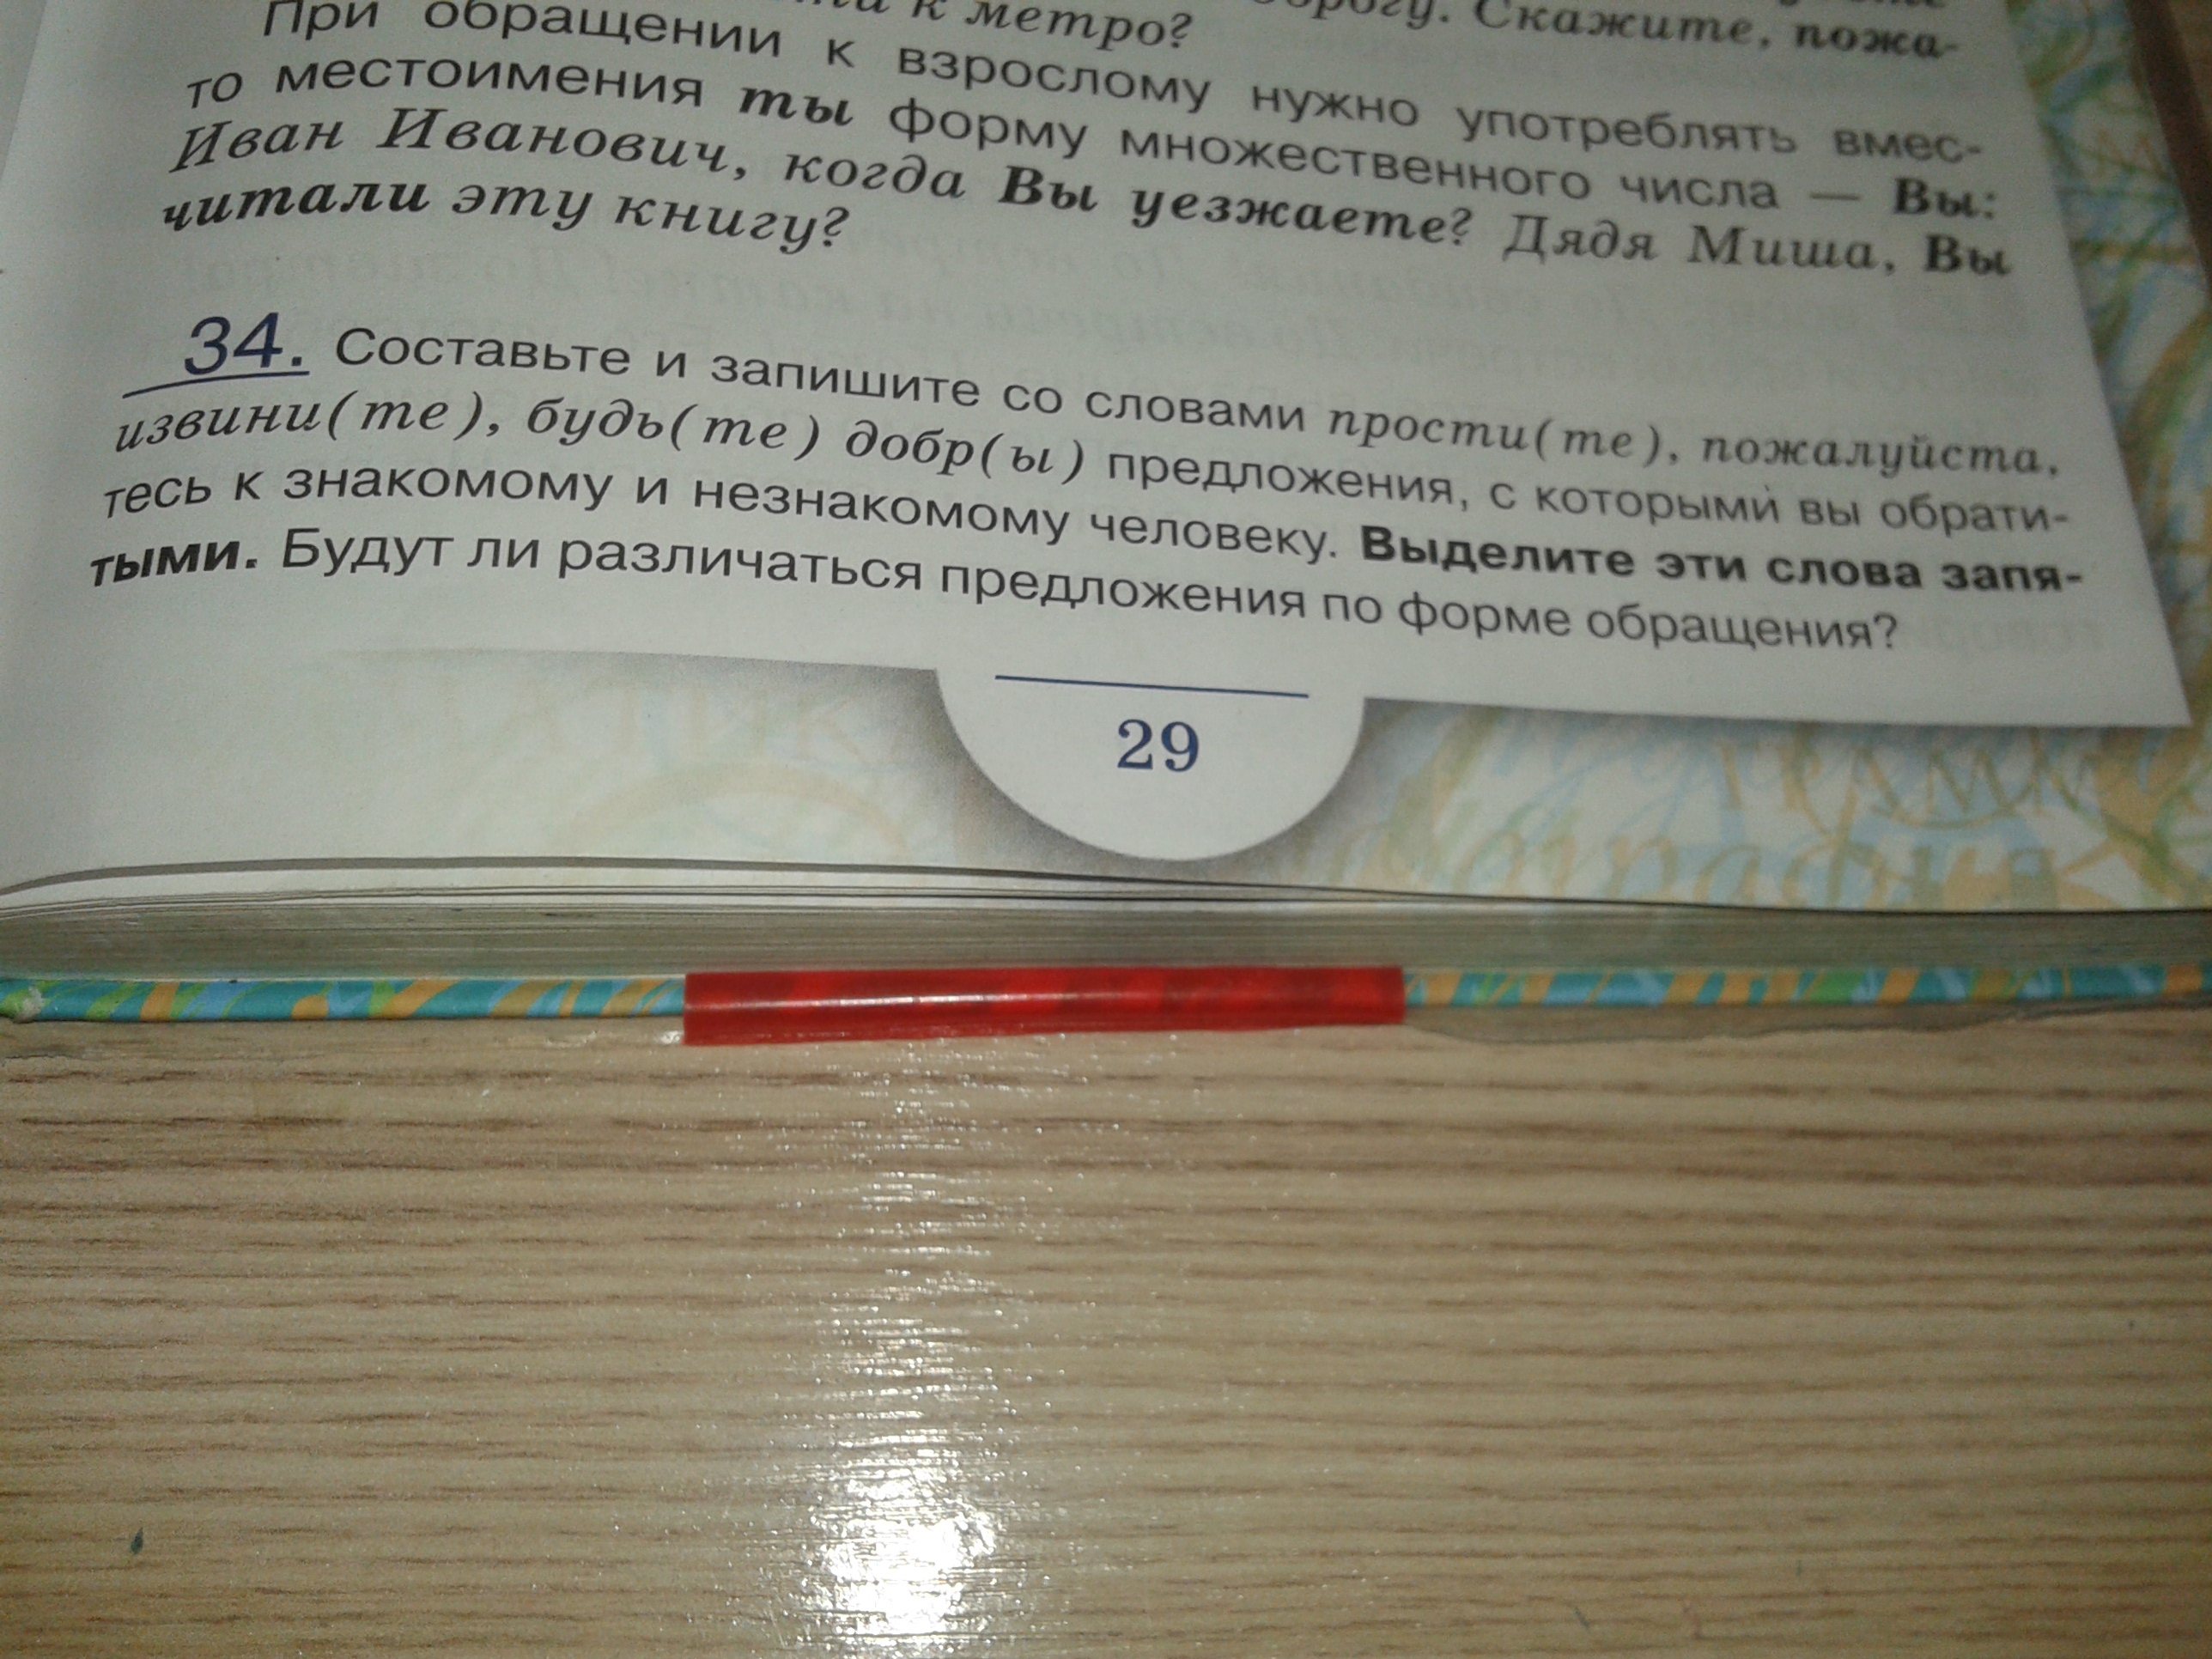 к метро?
Скажите, пожа-
При обращении к взрослому нужно употреблять вмес-
то местоимения ты форму множественного числа — Вы:
Иван Иванович, когда Вы уезжаете? Дядя Миша, Вы
читали эту книгу?
34. Составьте и запишите со словами прости(те), пожалуйста,
извини(те), будь(те) добр(ы) предложения, с которыми вы обрати-
тесь к знакомому и незнакомому человеку. Выделите эти слова запя-
тыми. Будут ли различаться предложения по форме обращения?
29